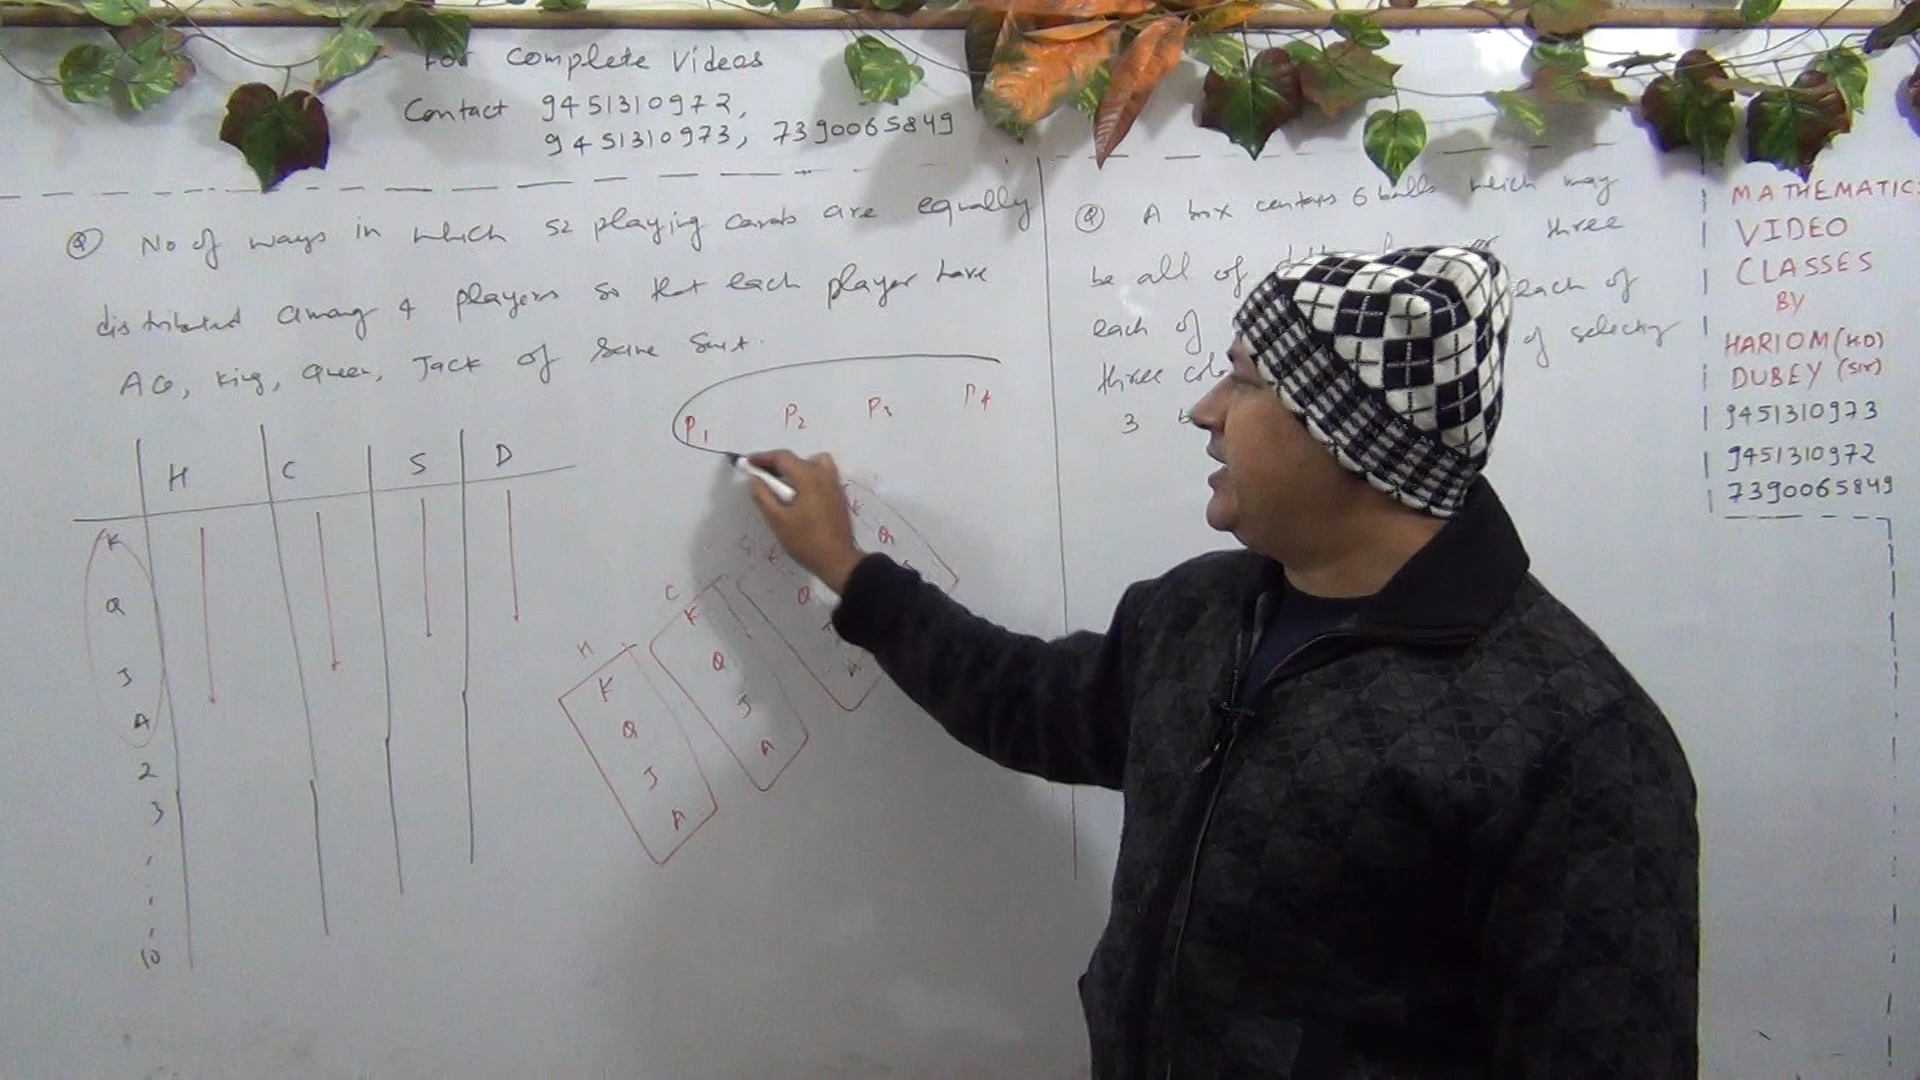 For complete videos
Contact 9451310972,
9451310973, 7390065849
Q No of ways in which 52 playing cards are equally
distributed among 4 players so that each player have
Ace, King, Queen, Jack of same suit.
H C S D
K
Q
J
A
2
3
10
P1 P2 P3 P4
H
K
Q
J
A
C
K
Q
J
A
Q
K
Q
Q A box contains 6 balls which may
be all of three
each of each of
three of selecting
3
MATHEMATICS
VIDEO
CLASSES
BY
HARIOM (HD)
DUBEY (SIR)
9451310973
9451310972
7390065849